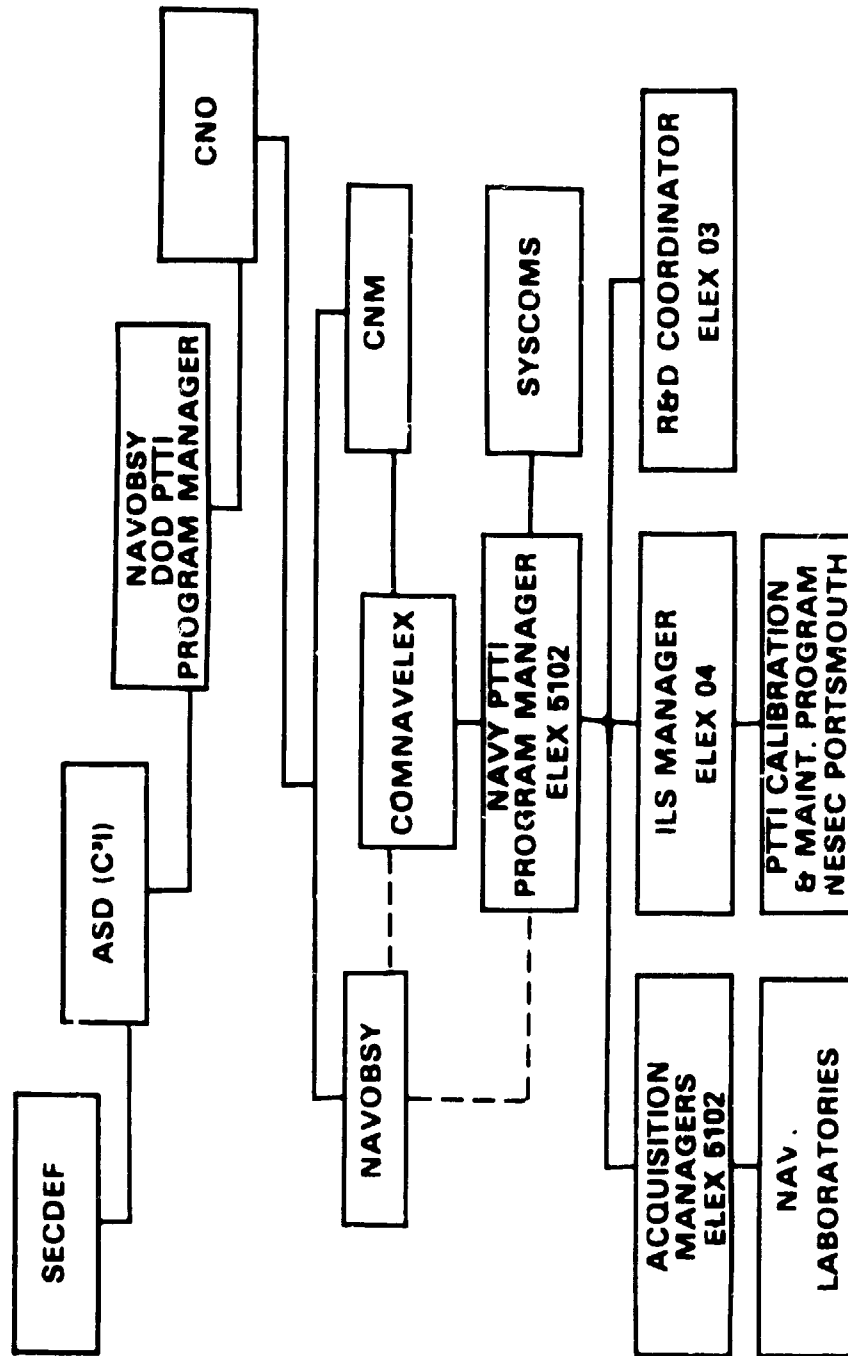 SECDEF
ASD (C³I)
NAVOBSY
DOD PTTI
PROGRAM MANAGER
CNO
NAVOBSY
COMNAVELEX
CNM
NAVY PTTI
PROGRAM MANAGER
ELEX 5102
SYSCOMS
ACQUISITION
MANAGERS
ELEX 5102
ILS MANAGER
ELEX 04
R&D COORDINATOR
ELEX 03
NAV.
LABORATORIES
PTTI CALIBRATION
& MAINT. PROGRAM
NESEC PORTSMOUTH